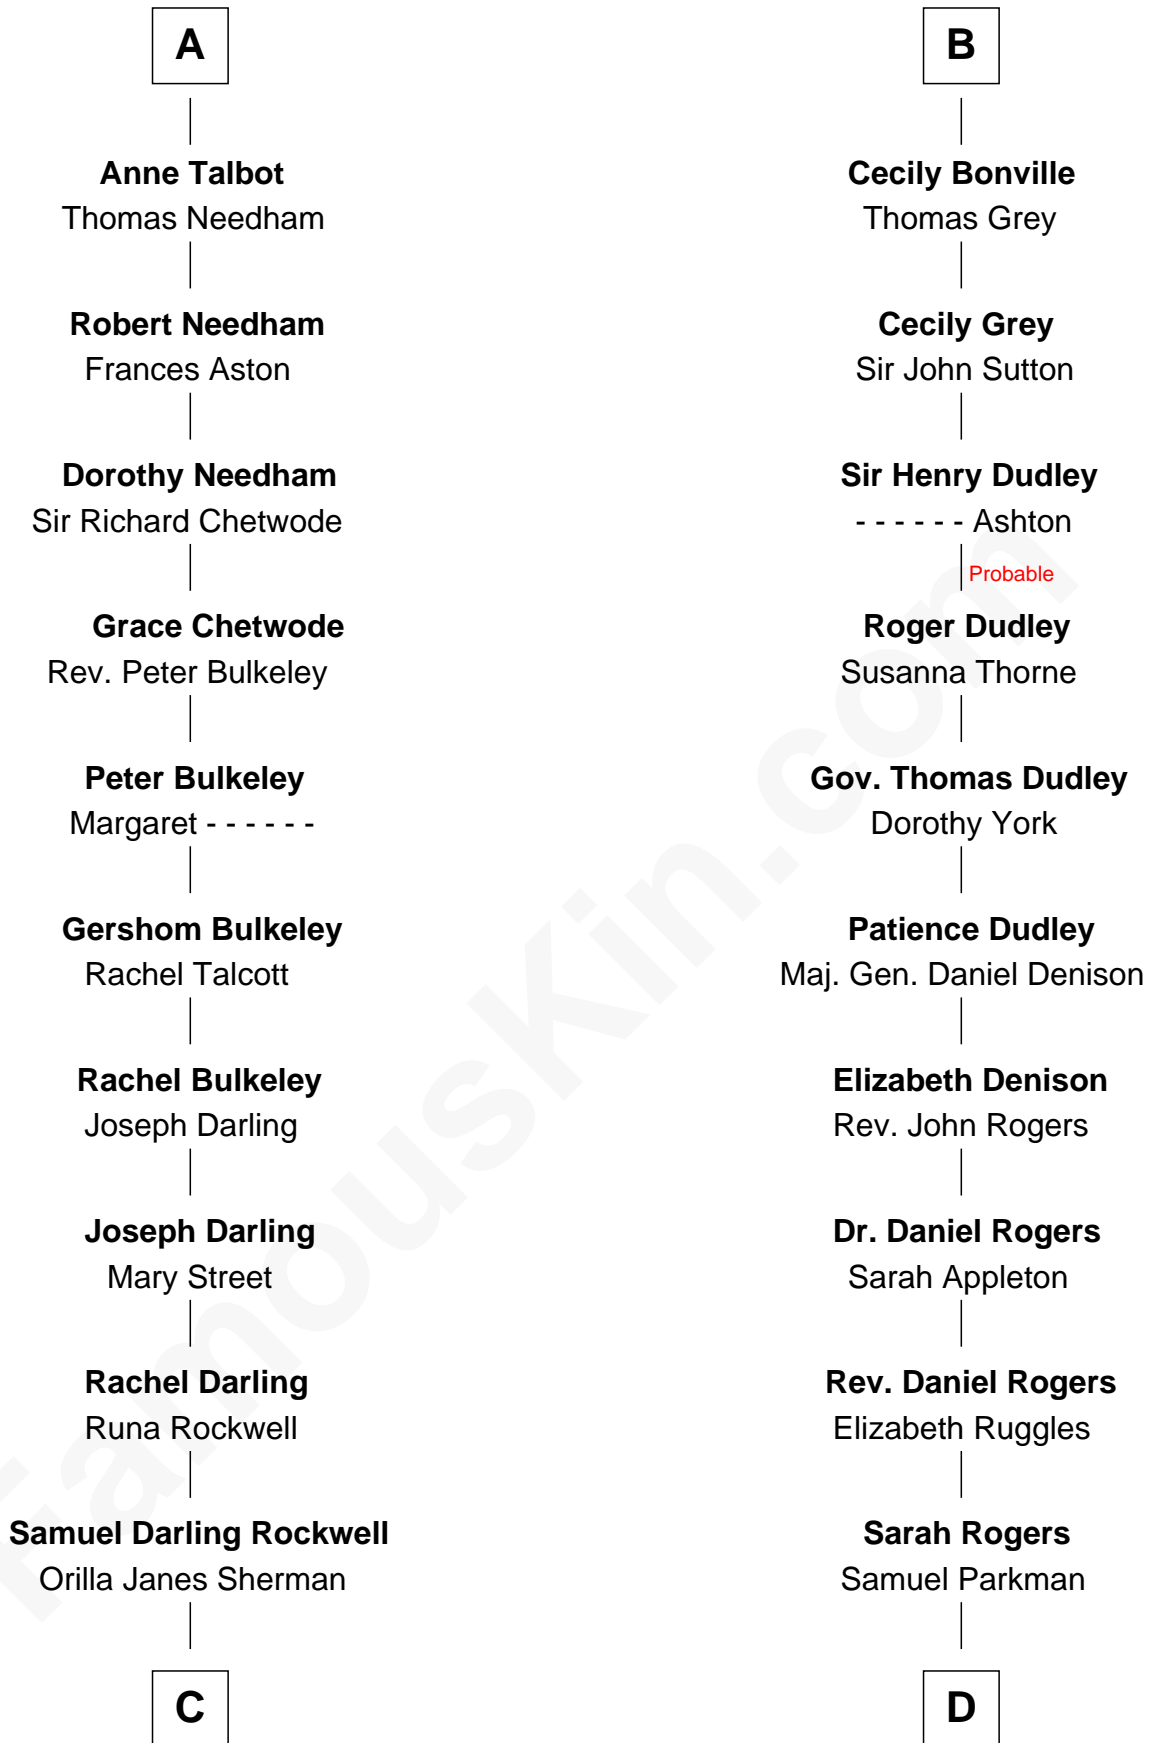 A
Anne Talbot
Thomas Needham
Robert Needham
Frances Aston
Dorothy Needham
Sir Richard Chetwode
Grace Chetwode
Rev. Peter Bulkeley
Peter Bulkeley
Margaret - - - - - -
Gershom Bulkeley
Rachel Talcott
Rachel Bulkeley
Joseph Darling
Joseph Darling
Mary Street
Rachel Darling
Runa Rockwell
Samuel Darling Rockwell
Orilla Janes Sherman
C
B
Cecily Bonville
Thomas Grey
Cecily Grey
Sir John Sutton
Sir Henry Dudley
- - - - - - Ashton
Probable
Roger Dudley
Susanna Thorne
Gov. Thomas Dudley
Dorothy York
Patience Dudley
Maj. Gen. Daniel Denison
Elizabeth Denison
Rev. John Rogers
Dr. Daniel Rogers
Sarah Appleton
Rev. Daniel Rogers
Elizabeth Ruggles
Sarah Rogers
Samuel Parkman
D
FamousKin.com